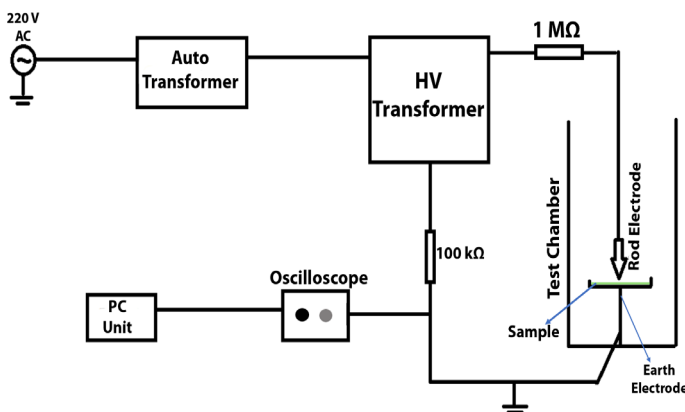 220 V
AC
Auto
Transformer
HV
Transformer
1 MΩ
Test Chamber
Rod Electrode
100 kΩ
Oscilloscope
PC
Unit
Sample
Earth
Electrode